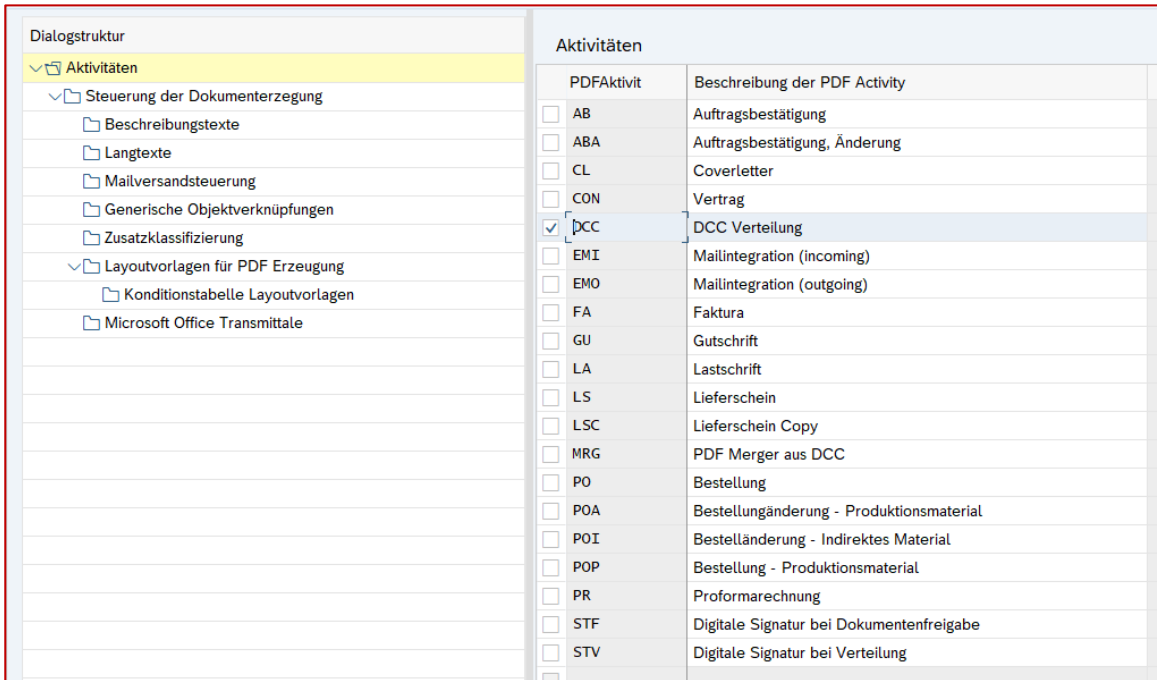 Dialogstruktur
Aktivitäten
Steuerung der Dokumenterzegung
Beschreibungstexte
Langtexte
Mailversandsteuerung
Generische Objektverknüpfungen
Zusatzklassifizierung
Layoutvorlagen für PDF Erzeugung
Konditionstabelle Layoutvorlagen
Microsoft Office Transmittale
Aktivitäten
PDFAktivit Beschreibung der PDF Activity
AB Auftragsbestätigung
ABA Auftragsbestätigung, Änderung
CL Coverletter
CON Vertrag
DCC DCC Verteilung
EMI Mailintegration (incoming)
EMO Mailintegration (outgoing)
FA Faktura
GU Gutschrift
LA Lastschrift
LS Lieferschein
LSC Lieferschein Copy
MRG PDF Merger aus DCC
PO Bestellung
POA Bestellungänderung - Produktionsmaterial
POI Bestelländerung - Indirektes Material
POP Bestellung - Produktionsmaterial
PR Proformarechnung
STF Digitale Signatur bei Dokumentenfreigabe
STV Digitale Signatur bei Verteilung